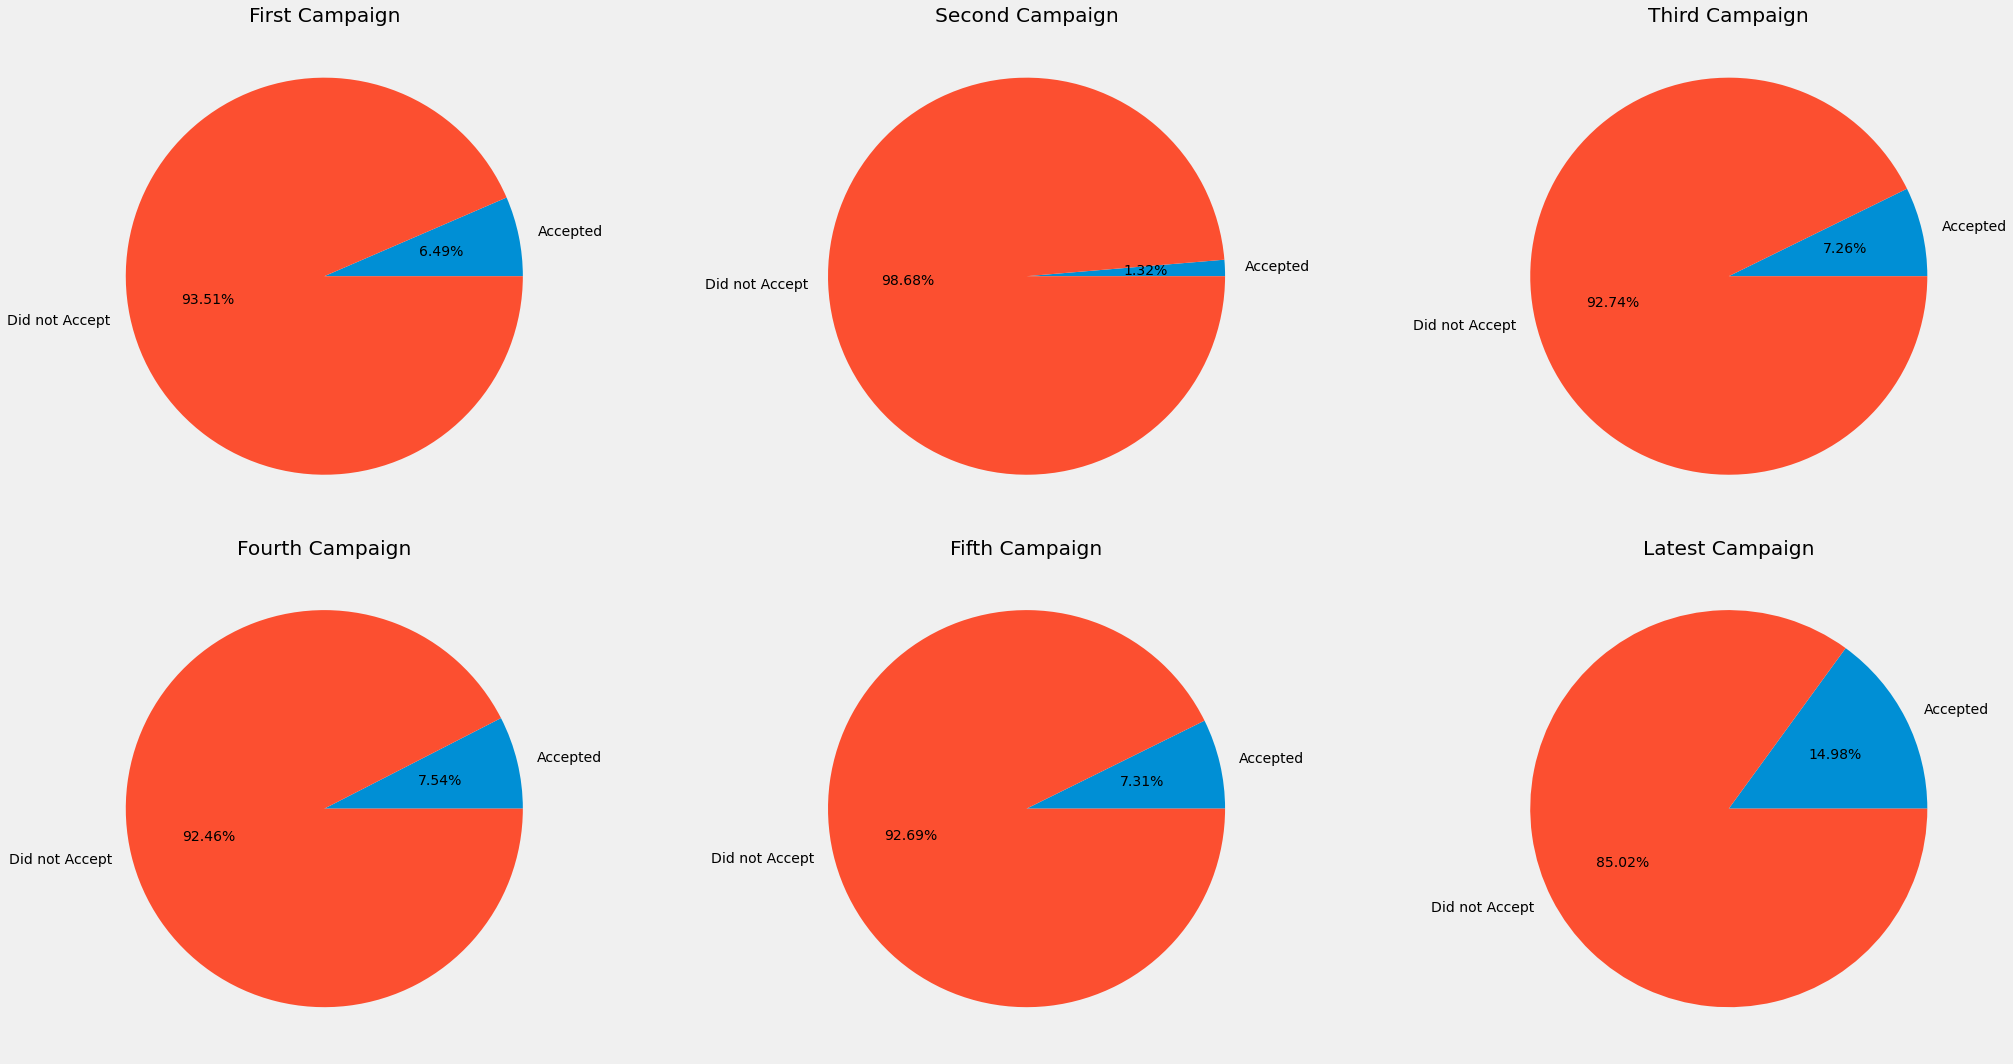 First Campaign
Accepted
6.49%
93.51%
Did not Accept
Second Campaign
Accepted
1.32%
98.68%
Did not Accept
Third Campaign
Accepted
7.26%
92.74%
Did not Accept
Fourth Campaign
Accepted
7.54%
92.46%
Did not Accept
Fifth Campaign
Accepted
7.31%
92.69%
Did not Accept
Latest Campaign
Accepted
14.98%
85.02%
Did not Accept